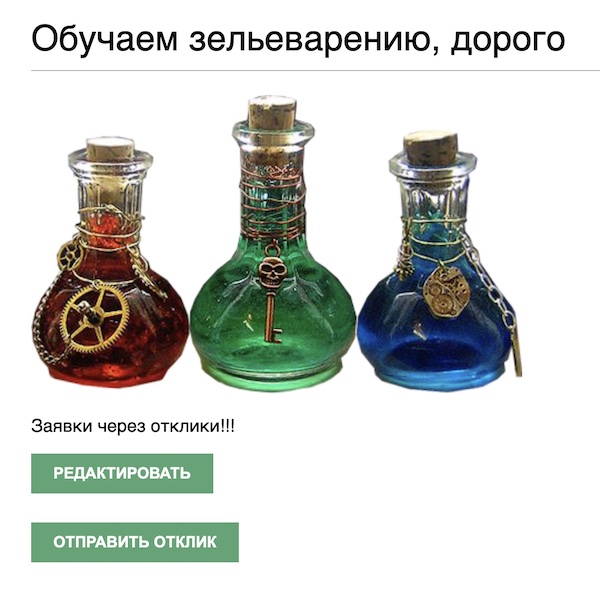 Обучаем зельеварению, дорого
Заявки через отклики!!!
РЕДАКТИРОВАТЬ
ОТПРАВИТЬ ОТКЛИК